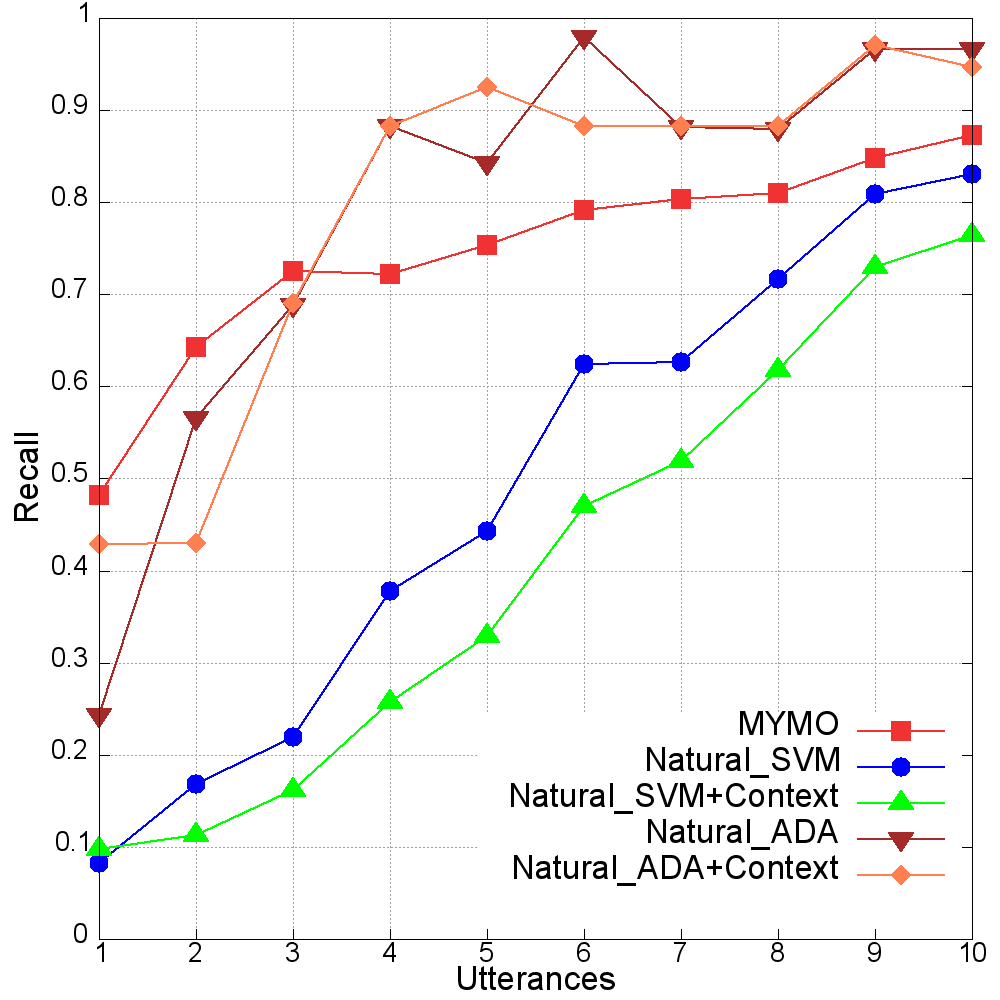 1
0.9
0.8
0.7
0.6
0.5
0.4
0.3
0.2
0.1
0
Recall
MYMO
Natural_SVM
Natural_SVM+Context
Natural_ADA
Natural_ADA+Context
1 2 3 4 5 6 7 8 9 10
Utterances